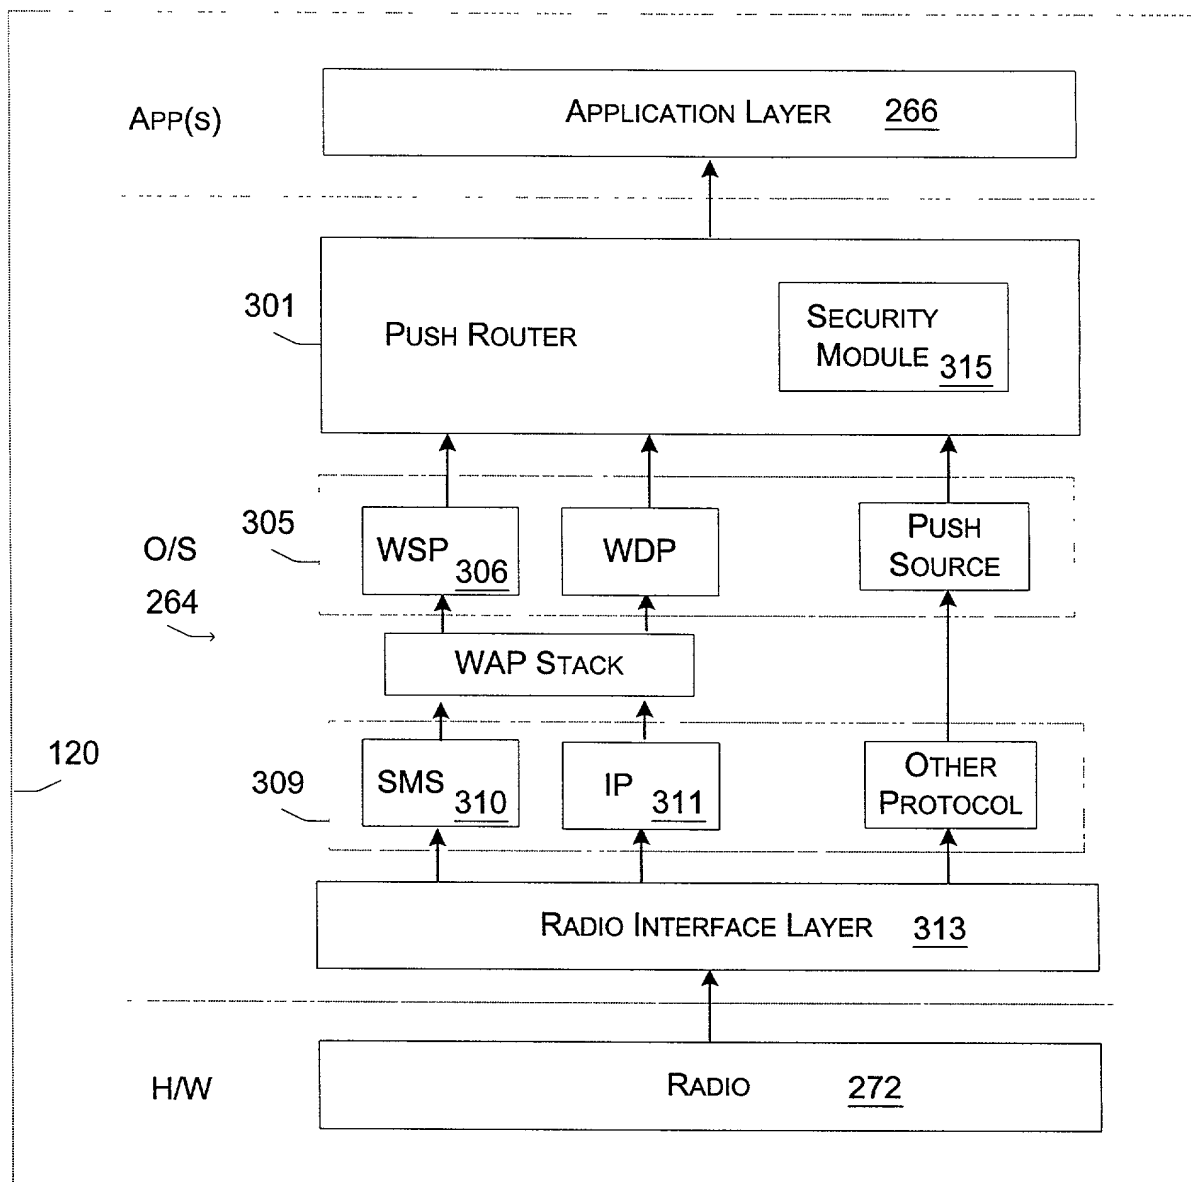 APP(S)
APPLICATION LAYER 266
301
PUSH ROUTER
SECURITY
MODULE 315
305
O/S
264
WSP 306
WDP
PUSH
SOURCE
WAP STACK
120
309
SMS 310
IP 311
OTHER
PROTOCOL
RADIO INTERFACE LAYER 313
H/W
RADIO 272